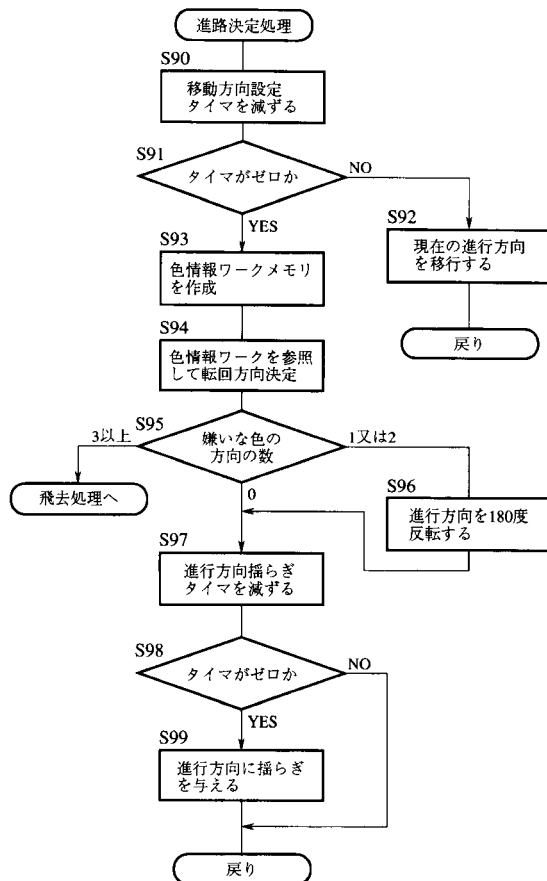 進路決定処理
S90
移動方向設定
タイマを減ずる
S91
タイマがゼロか
NO
YES
S92
現在の進行方向
を移行する
戻り
S93
色情報ワークメモリ
を作成
S94
色情報ワークを参照
して転回方向決定
S95
嫌いな色の
方向の数
3以上
1又は2
0
飛去処理へ
S96
進行方向を180度
反転する
S97
進行方向揺らぎ
タイマを減ずる
S98
タイマがゼロか
NO
YES
S99
進行方向に揺らぎ
を与える
戻り